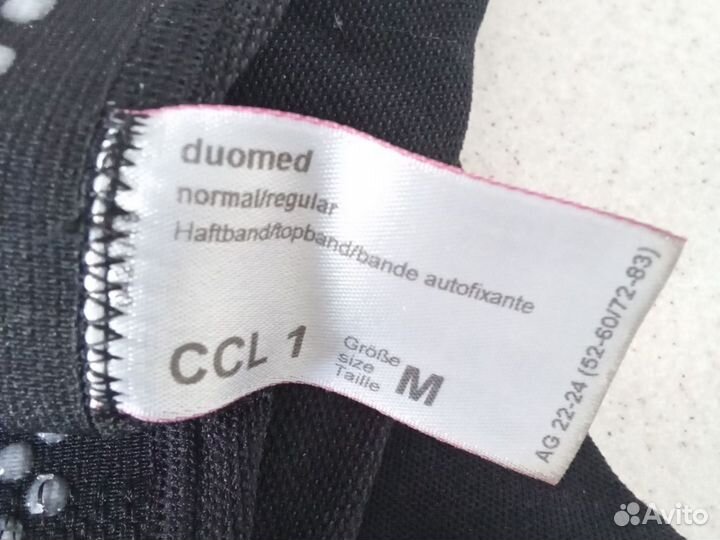 duomed
normal/regular
Haftband/topband/bande autofixante
CCL 1
Größe
size
Taille
M
AG 22-24 (52-60/72-83)
Avito